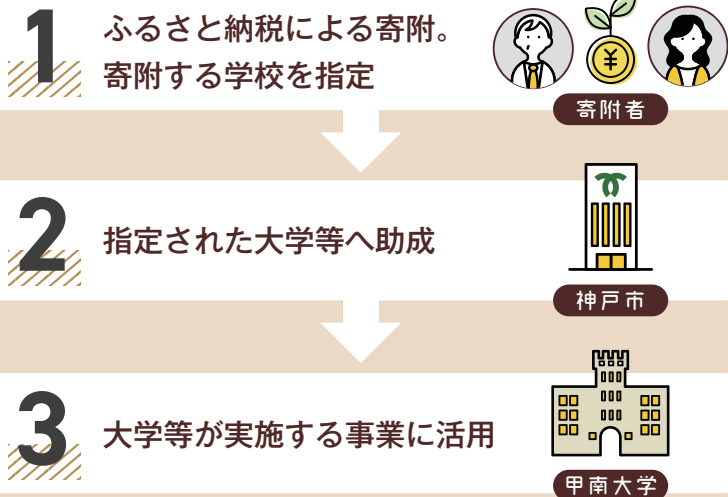 1
ふるさと納税による寄附。
寄附する学校を指定
¥
寄附者
2
指定された大学等へ助成
神戸市
3
大学等が実施する事業に活用
甲南大学